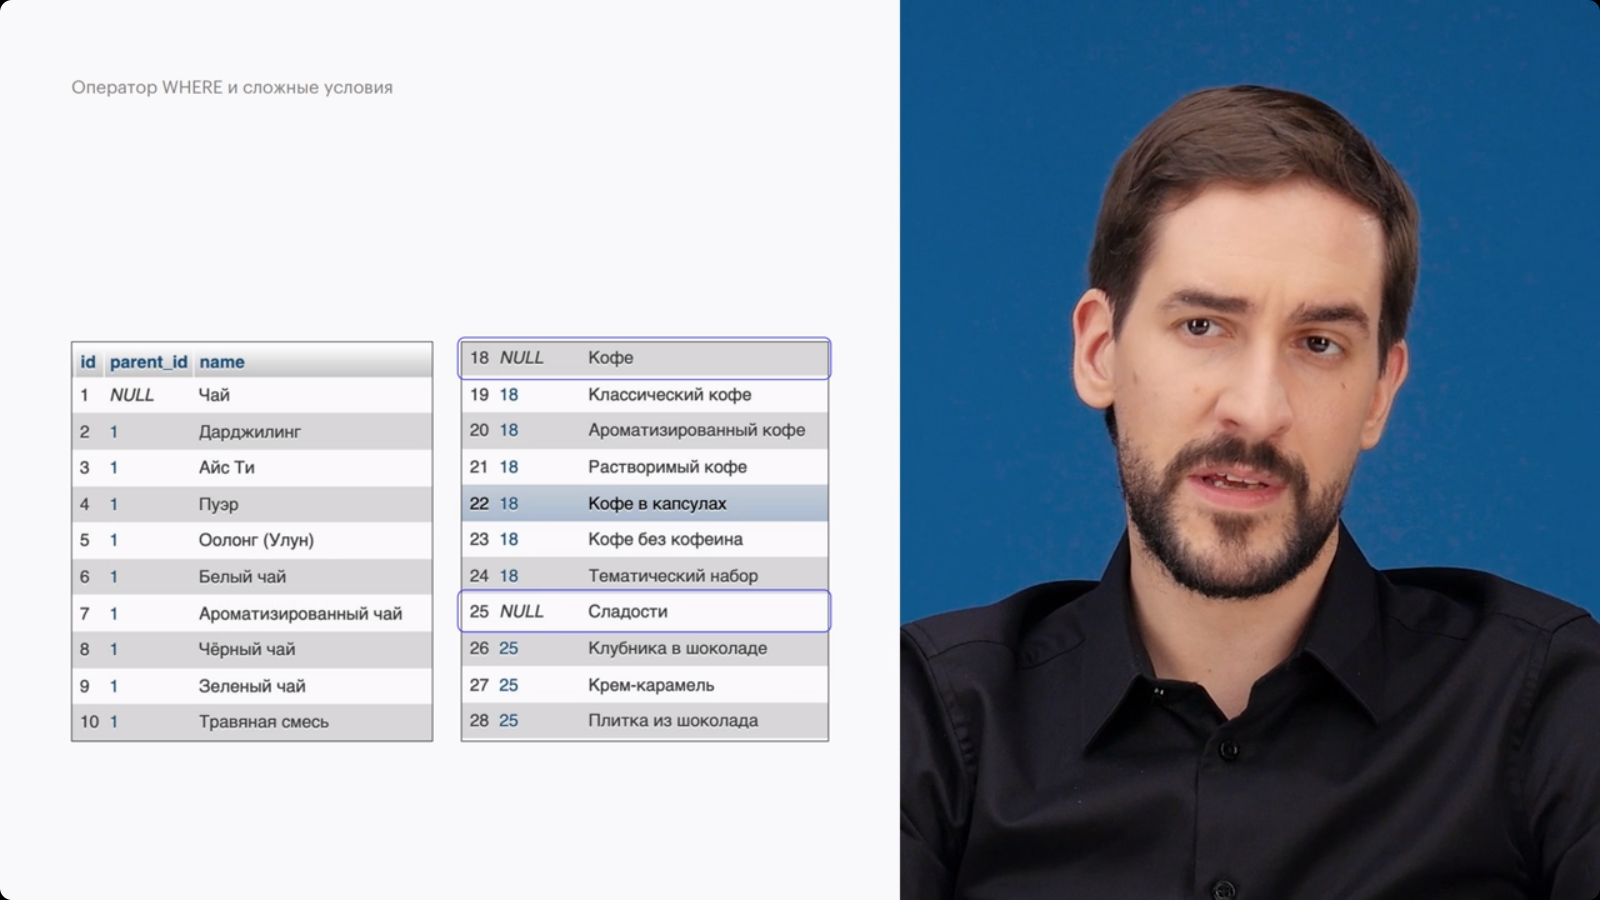 Оператор WHERE и сложные условия
id parent_id name
1 NULL Чай
2 1 Дарджилинг
3 1 Айс Ти
4 1 Пуэр
5 1 Оолонг (Улун)
6 1 Белый чай
7 1 Ароматизированный чай
8 1 Чёрный чай
9 1 Зеленый чай
10 1 Травяная смесь
18 NULL Кофе
19 18 Классический кофе
20 18 Ароматизированный кофе
21 18 Растворимый кофе
22 18 Кофе в капсулах
23 18 Кофе без кофеина
24 18 Тематический набор
25 NULL Сладости
26 25 Клубника в шоколаде
27 25 Крем-карамель
28 25 Плитка из шоколада